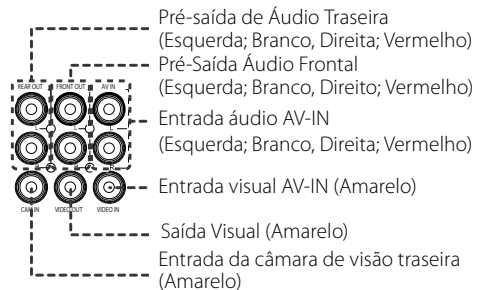 Pré-saída de Áudio Traseira
(Esquerda; Branco, Direita; Vermelho)
Pré-Saída Áudio Frontal
(Esquerda; Branco, Direito; Vermelho)
REAR OUT FRONT OUT AV IN
L L L
Entrada áudio AV-IN
(Esquerda; Branco, Direita; Vermelho)
R R R
Entrada visual AV-IN (Amarelo)
CAM IN VIDEO OUT VIDEO IN
Saída Visual (Amarelo)
Entrada da câmara de visão traseira
(Amarelo)